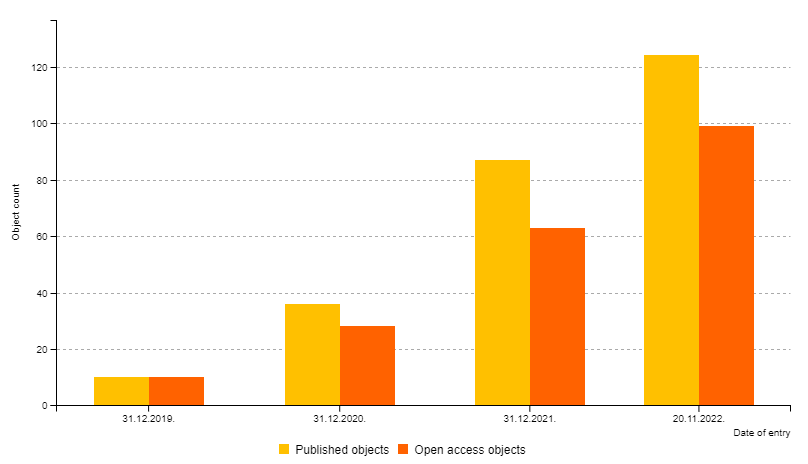 Object count
120
100
80
60
40
20
0
31.12.2019. 31.12.2020. 31.12.2021. 20.11.2022.
Date of entry
Published objects Open access objects